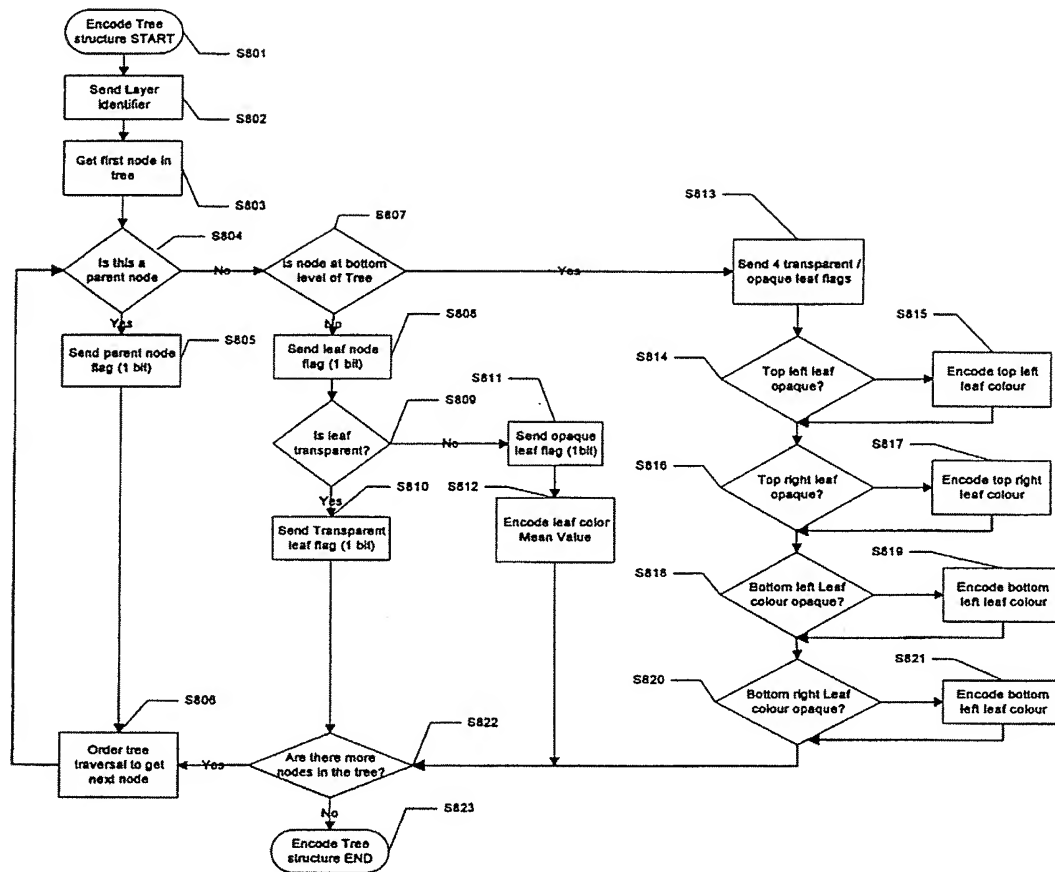 Encode Tree
structure START
S801
Send Layer
Identifier
S802
Get first node in
tree
S803
Is this a
parent node
S804
No
Is node at bottom
level of Tree
S807
Yes
S813
Send 4 transparent /
opaque leaf flags
Yes
Send parent node
flag (1 bit)
S805
No
Send leaf node
flag (1 bit)
S808
S814
Top left leaf
opaque?
S815
Encode top left
leaf colour
Is leaf
transparent?
S809
No
S811
Send opaque
leaf flag (1bit)
S816
Top right leaf
opaque?
S817
Encode top right
leaf colour
Yes
S810
Send Transparent
leaf flag (1 bit)
S812
Encode leaf color
Mean Value
S818
Bottom left Leaf
colour opaque?
S819
Encode bottom
left leaf colour
S820
Bottom right Leaf
colour opaque?
S821
Encode bottom
left leaf colour
S806
Order tree
traversal to get
next node
Yes
Are there more
nodes in the tree?
S822
No
Encode Tree
structure END
S823